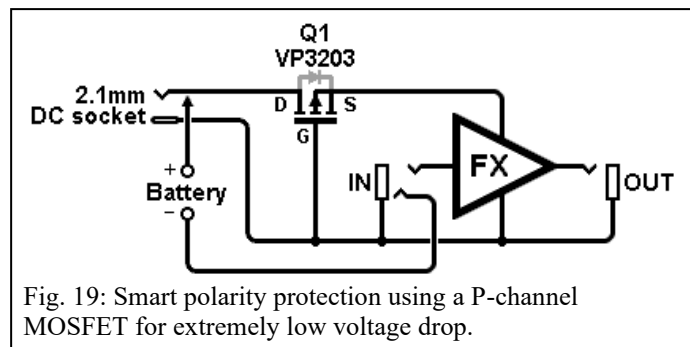 Q1
VP3203
2.1mm
DC socket
D
S
G
+
Battery
−
IN
FX
OUT
Fig. 19: Smart polarity protection using a P-channel
MOSFET for extremely low voltage drop.